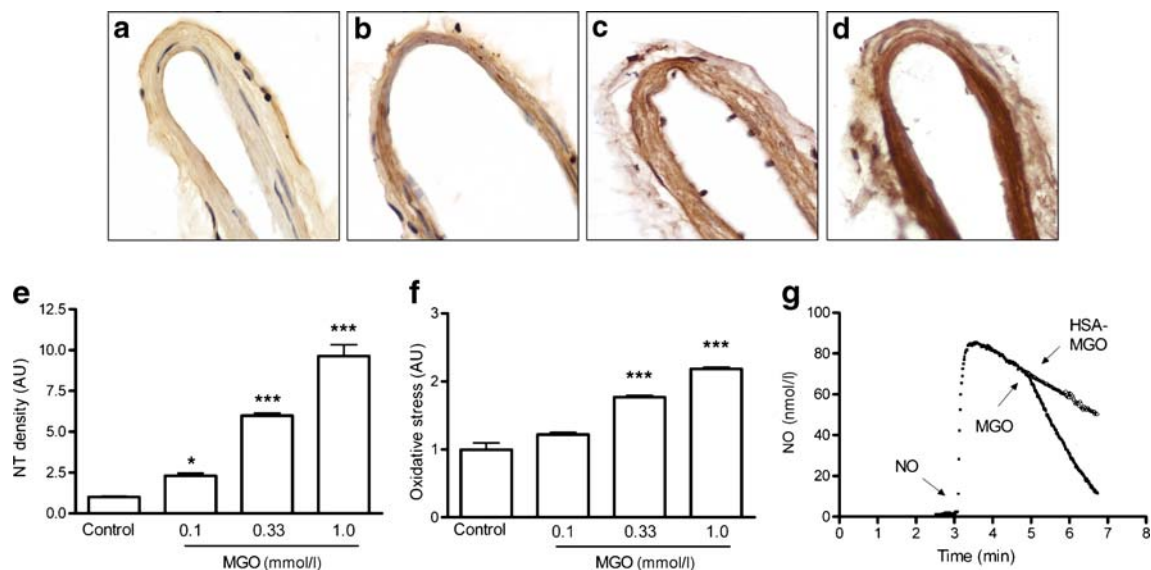 a
b
c
d
e
NT density (AU)
12.5
10.0
7.5
5.0
2.5
0.0
*
***
***
Control
0.1
0.33
1.0
MGO (mmol/l)
f
Oxidative stress (AU)
3
2
1
0
***
***
Control
0.1
0.33
1.0
MGO (mmol/l)
g
NO (nmol/l)
100
80
60
40
20
0
HSA-
MGO
MGO
NO
0 1 2 3 4 5 6 7 8
Time (min)